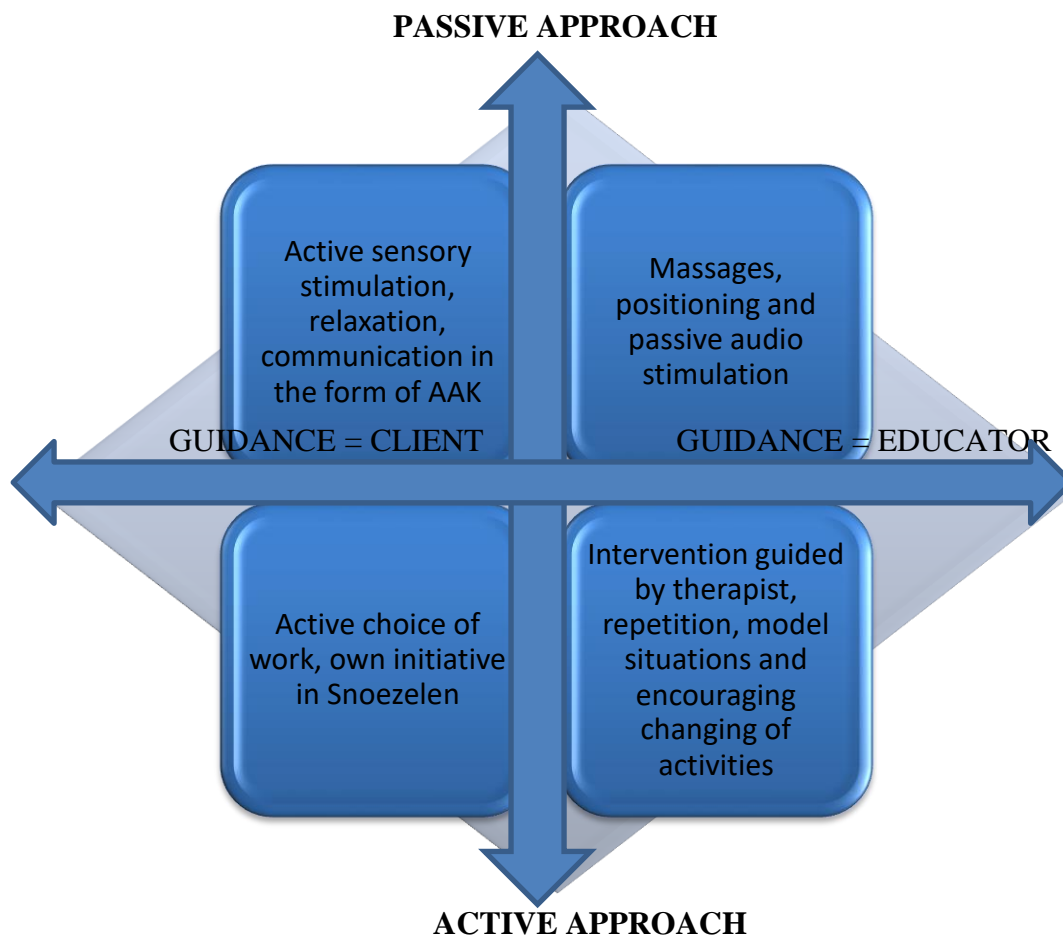 PASSIVE APPROACH
Active sensory
stimulation,
relaxation,
communication in
the form of AAK
Massages,
positioning and
passive audio
stimulation
GUIDANCE = CLIENT
GUIDANCE = EDUCATOR
Active choice of
work, own initiative
in Snoezelen
Intervention guided
by therapist,
repetition, model
situations and
encouraging
changing of
activities
ACTIVE APPROACH